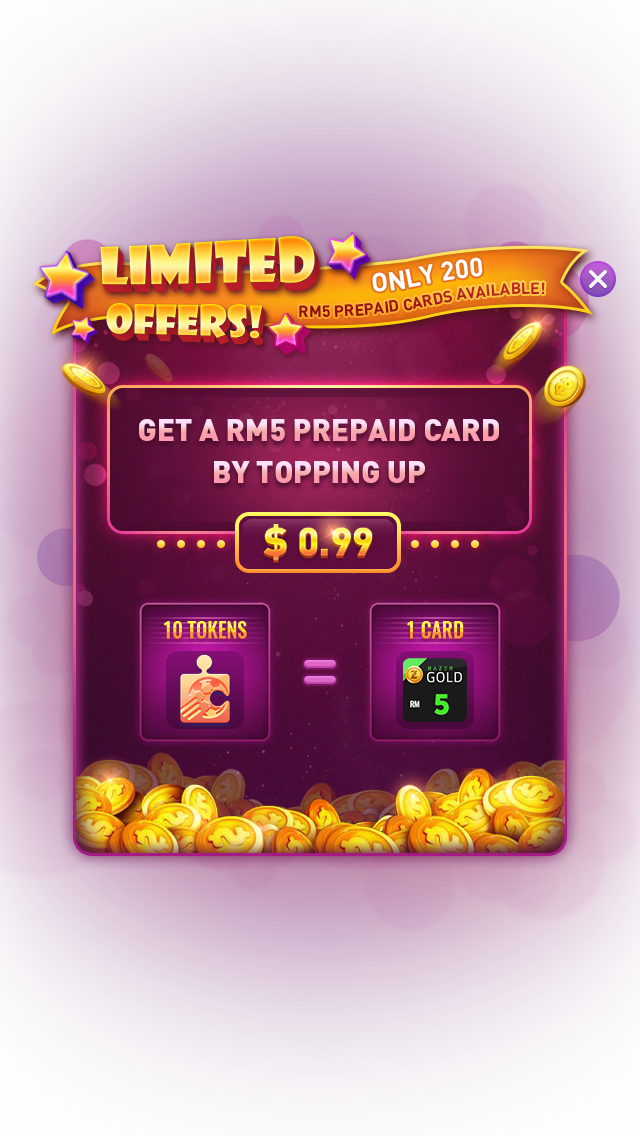 LIMITED
OFFERS!
ONLY 200
RM5 PREPAID CARDS AVAILABLE!
GET A RM5 PREPAID CARD
BY TOPPING UP
$ 0.99
10 TOKENS
=
1 CARD
RAZER
GOLD
RM 5